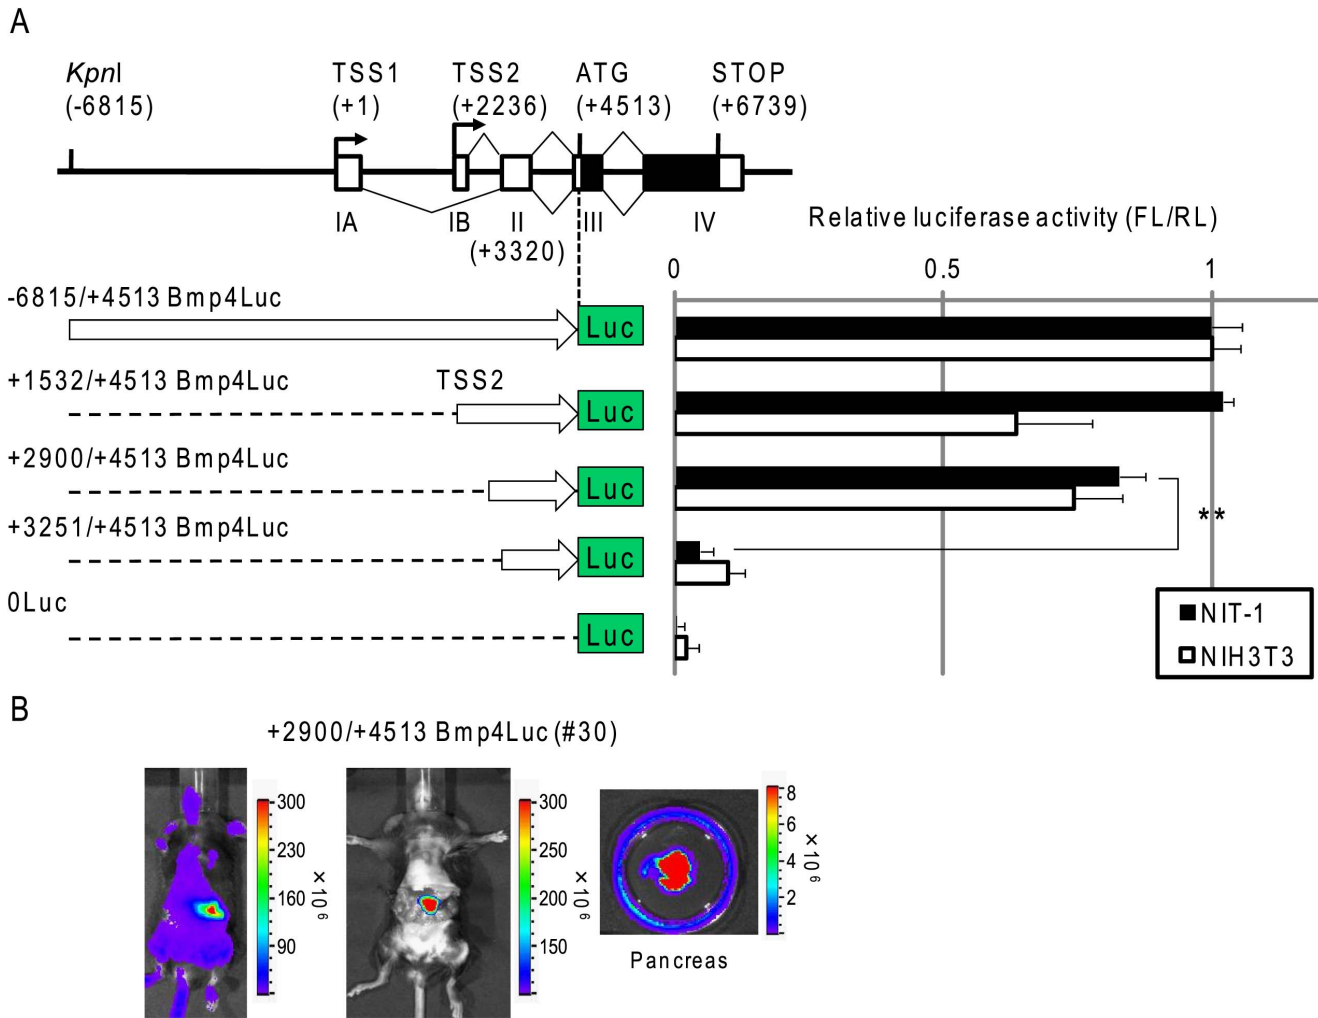 A
KpnI
(-6815)
TSS1
(+1)
TSS2
(+2236)
ATG
(+4513)
STOP
(+6739)
IA
IB
II
(+3320)
III
IV
Relative luciferase activity (FL/RL)
0
0.5
1
-6815/+4513 Bmp4Luc
Luc
+1532/+4513 Bmp4Luc
TSS2
Luc
+2900/+4513 Bmp4Luc
Luc
**
+3251/+4513 Bmp4Luc
Luc
0Luc
Luc
NIT-1
NIH3T3
B
+2900/+4513 Bmp4Luc (#30)
300
230
160
90
×10⁶
300
250
200
150
×10⁶
8
6
4
2
×10⁶
Pancreas